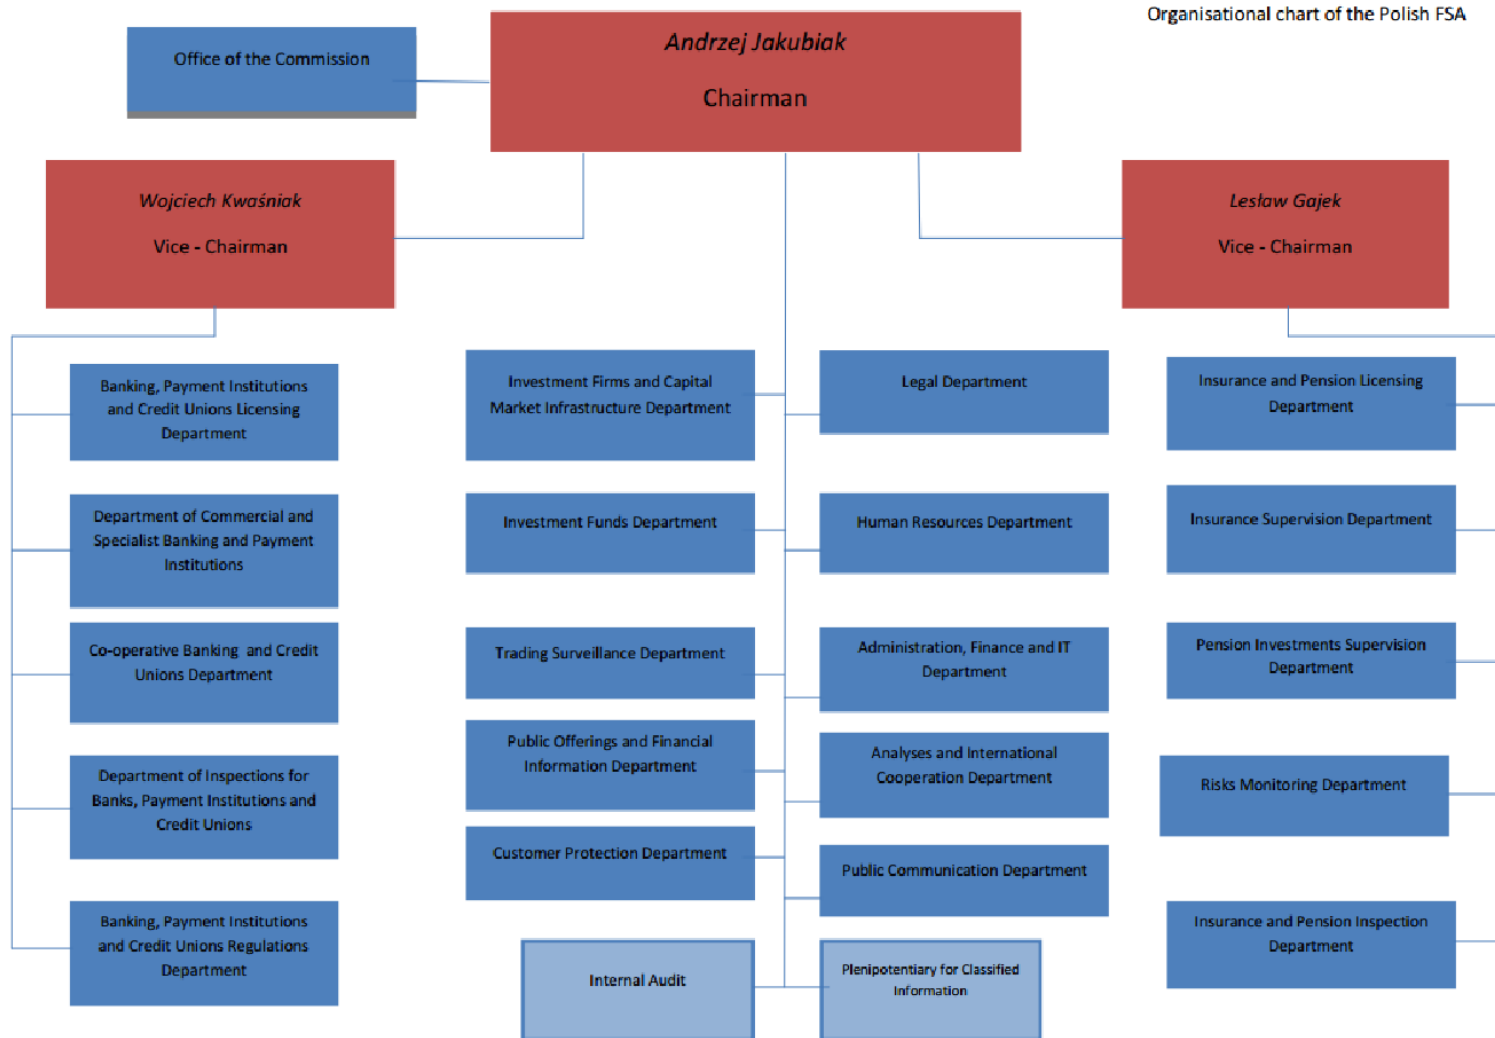 Organisational chart of the Polish FSA
Office of the Commission
Andrzej Jakubiak
Chairman
Wojciech Kwaśniak
Vice - Chairman
Lesław Gajek
Vice - Chairman
Banking, Payment Institutions
and Credit Unions Licensing
Department
Department of Commercial and
Specialist Banking and Payment
Institutions
Co-operative Banking and Credit
Unions Department
Department of Inspections for
Banks, Payment Institutions and
Credit Unions
Banking, Payment Institutions
and Credit Unions Regulations
Department
Investment Firms and Capital
Market Infrastructure Department
Investment Funds Department
Trading Surveillance Department
Public Offerings and Financial
Information Department
Customer Protection Department
Internal Audit
Legal Department
Human Resources Department
Administration, Finance and IT
Department
Analyses and International
Cooperation Department
Public Communication Department
Plenipotentiary for Classified
Information
Insurance and Pension Licensing
Department
Insurance Supervision Department
Pension Investments Supervision
Department
Risks Monitoring Department
Insurance and Pension Inspection
Department